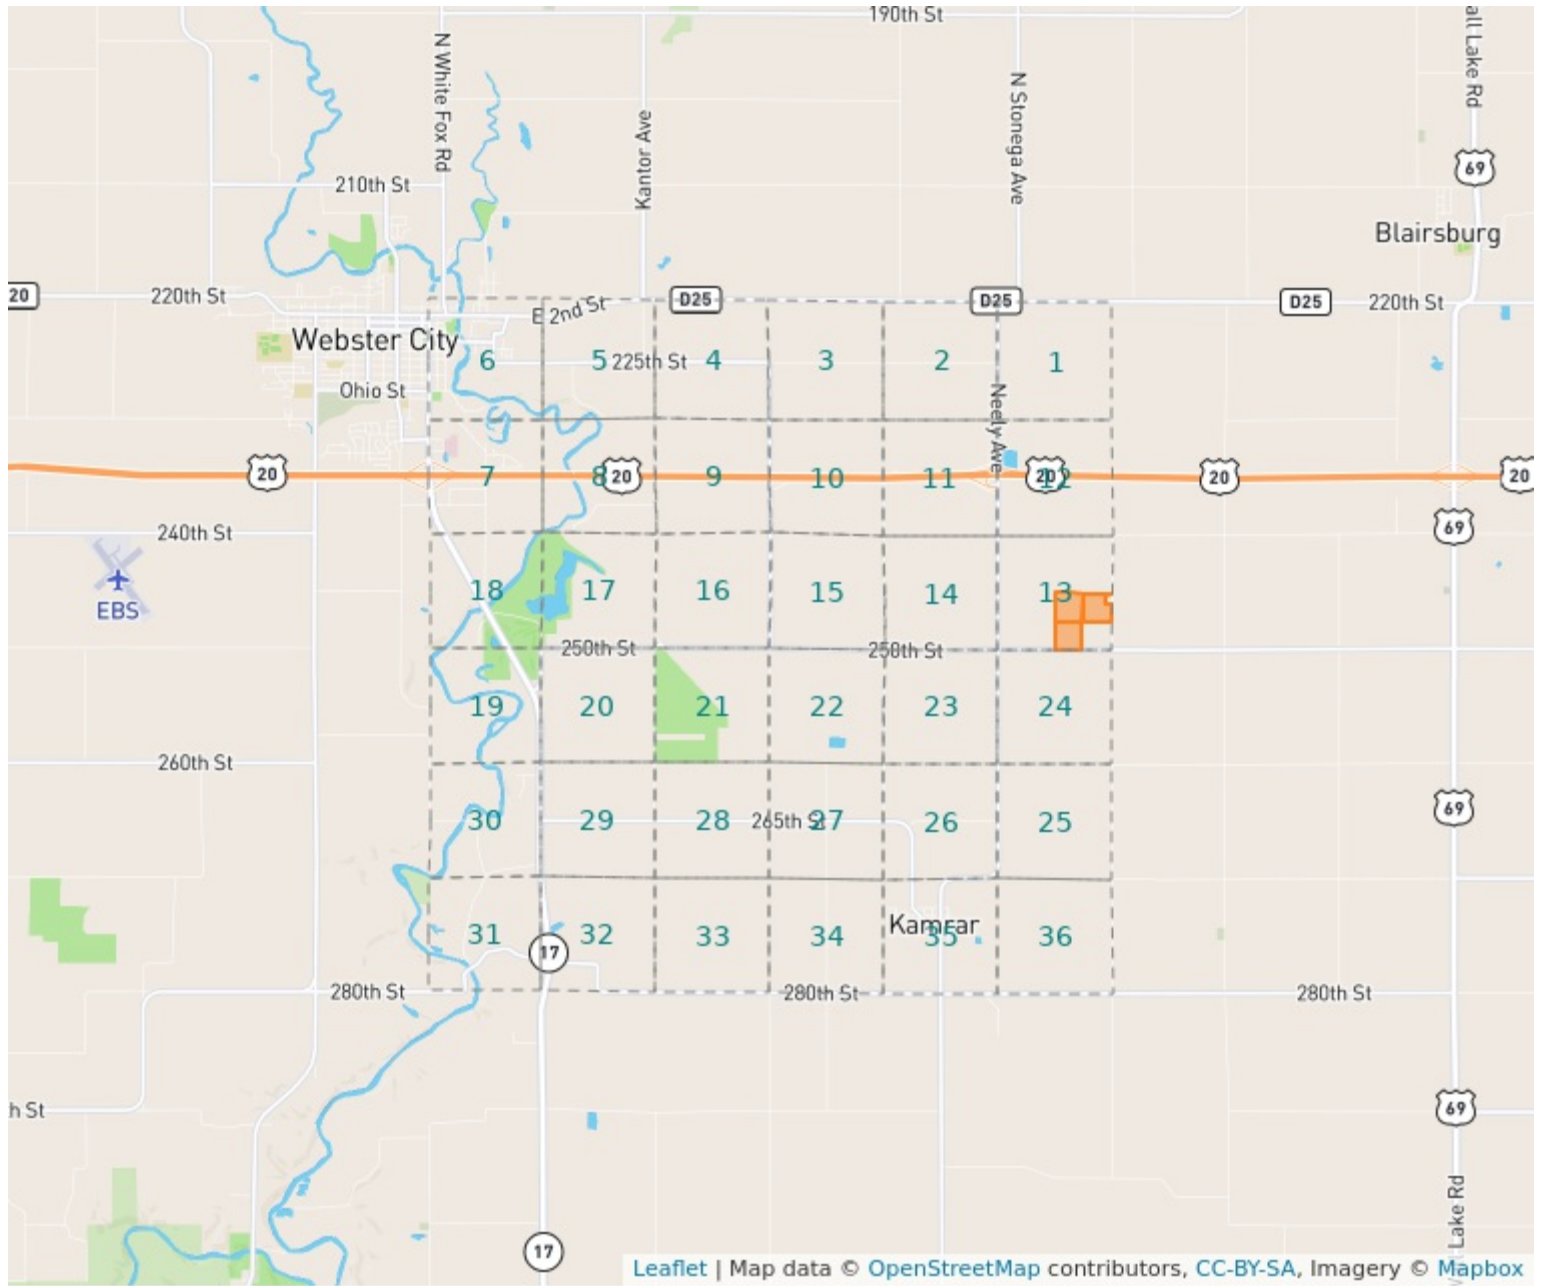 190th St
all Lake Rd
N White Fox Rd
N Stonega Ave
Kantor Ave
69
210th St
Blairsburg
20
220th St
D25
D25
D25
220th St
E 2nd St
Webster City
6
5
225th St
4
3
2
1
Ohio St
Neely Ave
20
7
8
20
9
10
11
20
12
20
20
240th St
69
EBS
18
17
16
15
14
13
250th St
250th St
19
20
21
22
23
24
260th St
30
29
28
265th St
27
26
25
69
Kamrar
31
32
33
34
35
36
17
280th St
280th St
280th St
h St
69
Lake Rd
17
Leaflet | Map data © OpenStreetMap contributors, CC-BY-SA, Imagery © Mapbox